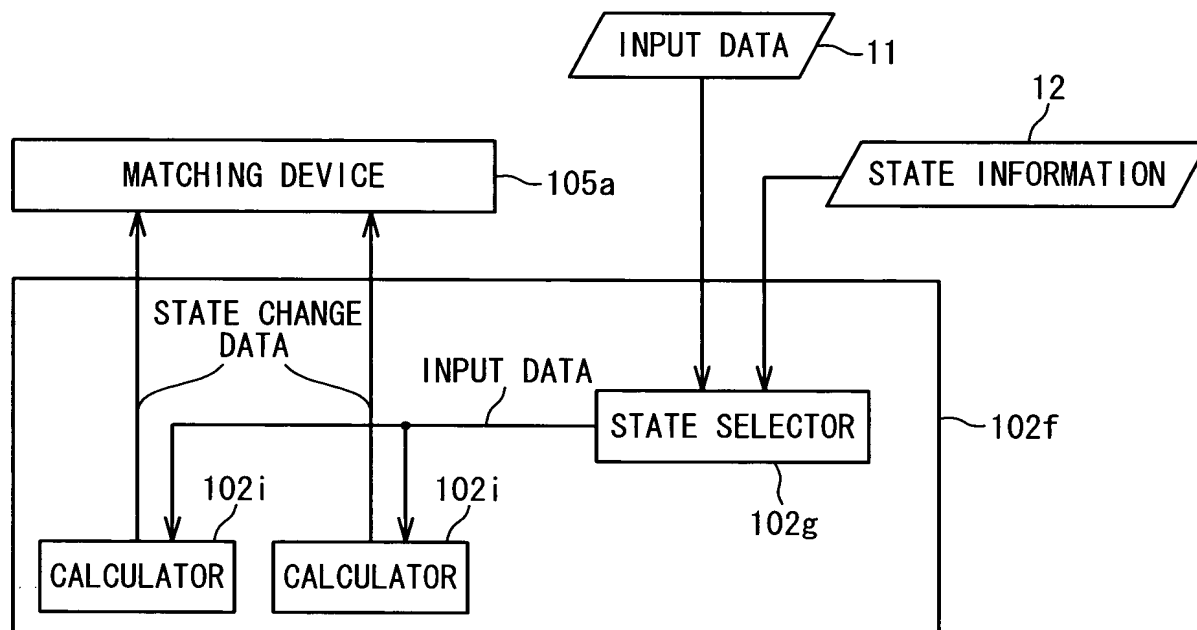 INPUT DATA
11
12
MATCHING DEVICE
105a
STATE INFORMATION
STATE CHANGE
DATA
INPUT DATA
STATE SELECTOR
102f
102i
102i
102g
CALCULATOR
CALCULATOR